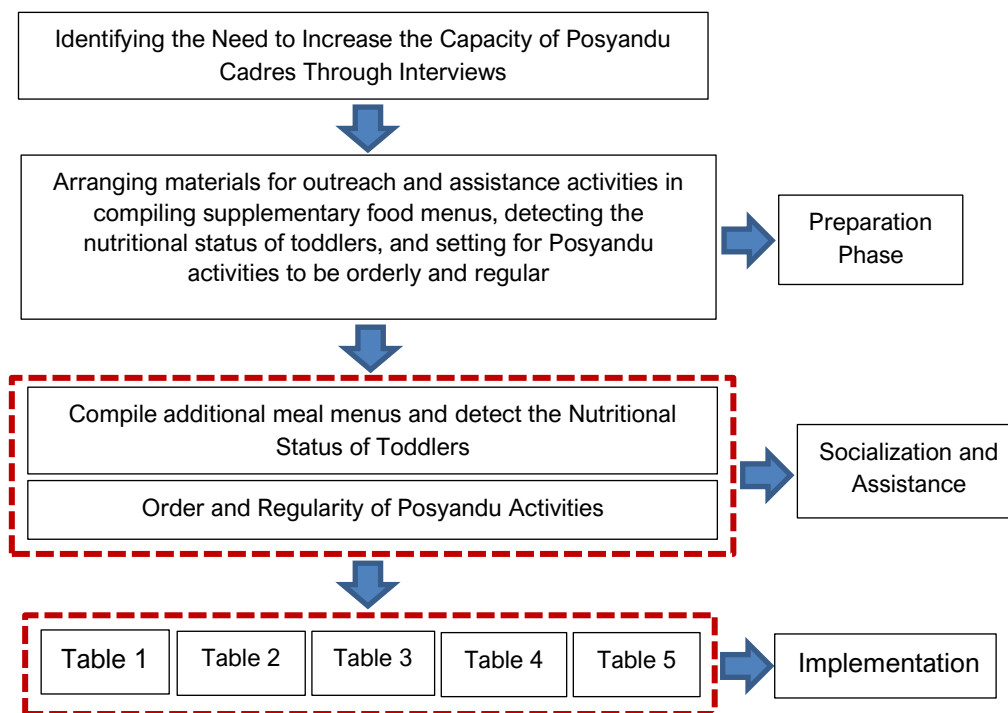 Identifying the Need to Increase the Capacity of Posyandu
Cadres Through Interviews
Arranging materials for outreach and assistance activities in
compiling supplementary food menus, detecting the
nutritional status of toddlers, and setting for Posyandu
activities to be orderly and regular
Preparation
Phase
Compile additional meal menus and detect the Nutritional
Status of Toddlers
Order and Regularity of Posyandu Activities
Socialization and
Assistance
Table 1
Table 2
Table 3
Table 4
Table 5
Implementation